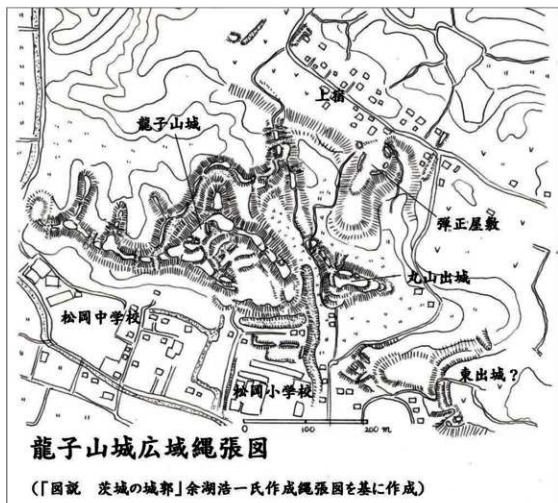 上宿
龍子山城
弾正屋敷
丸山出城
松岡中学校
東出城？
松岡小学校
0 100 200 m
龍子山城広域縄張図
(「図説 茨城の城郭」余湖浩一氏作成縄張図を基に作成)